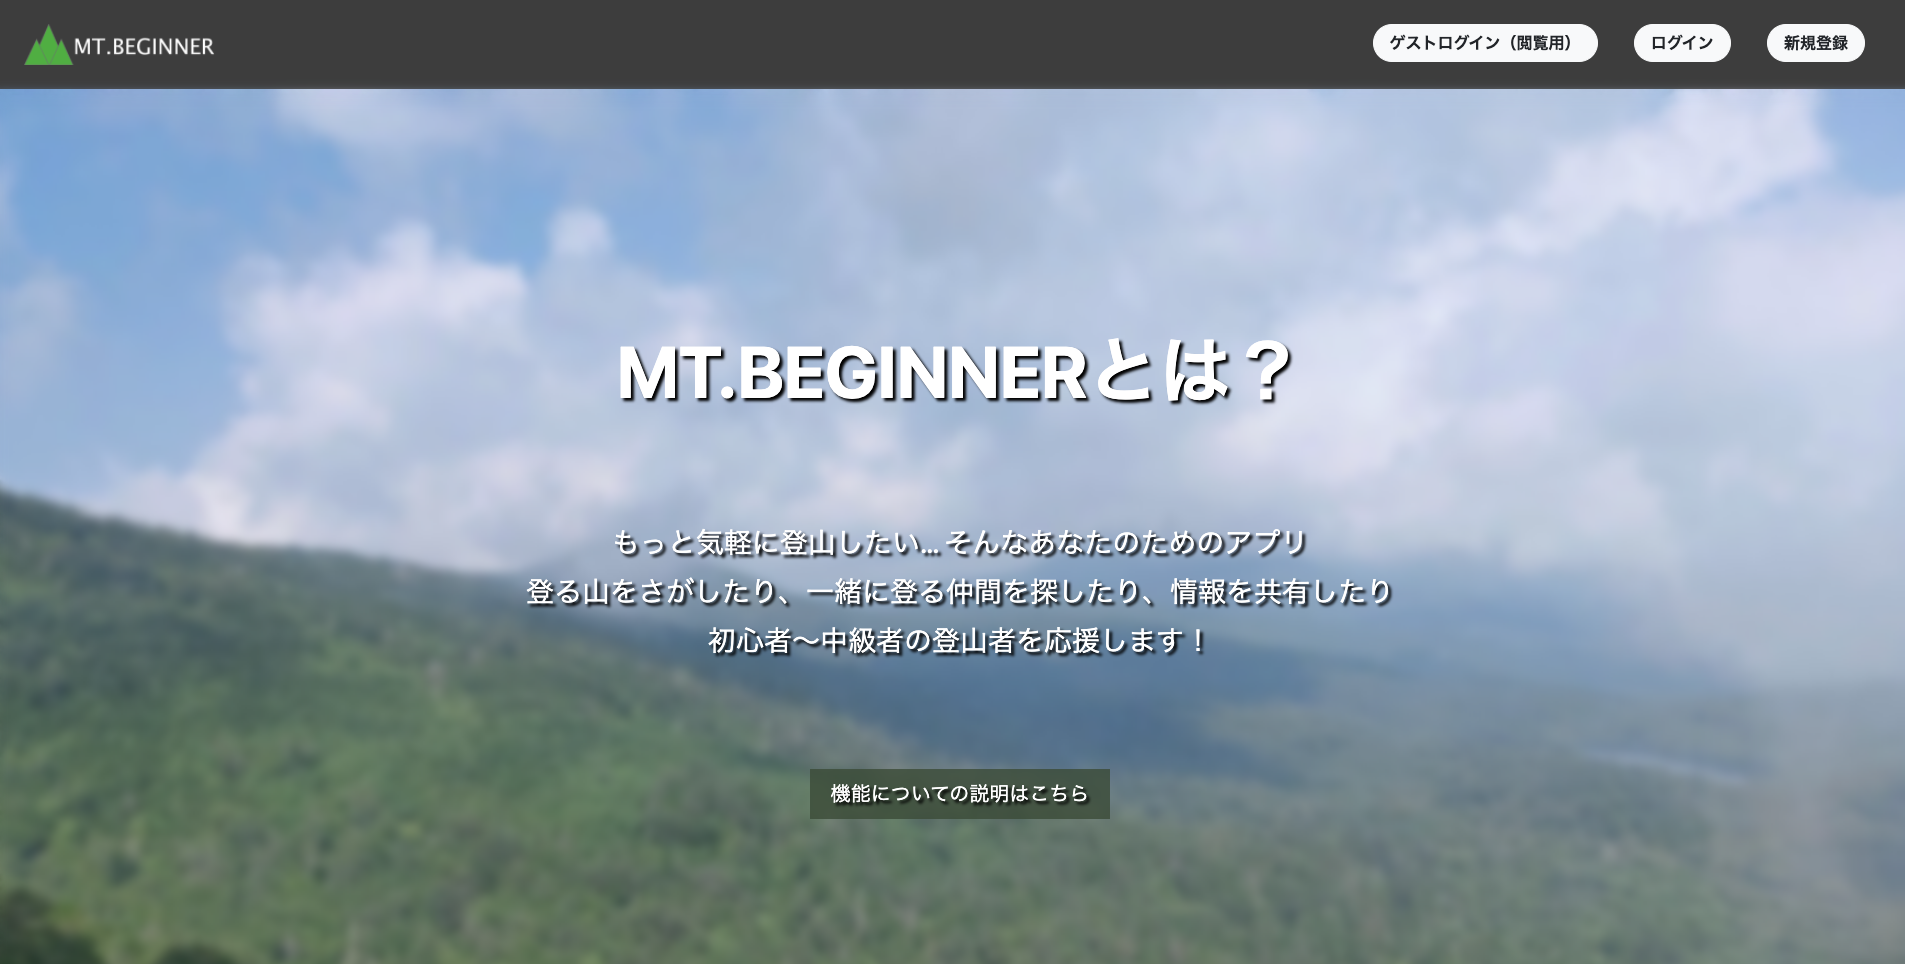 MT.BEGINNER
ゲストログイン（閲覧用）
ログイン
新規登録
MT.BEGINNERとは？
もっと気軽に登山したい... そんなあなたのためのアプリ
登る山をさがしたり、一緒に登る仲間を探したり、情報を共有したり
初心者〜中級者の登山者を応援します！
機能についての説明はこちら